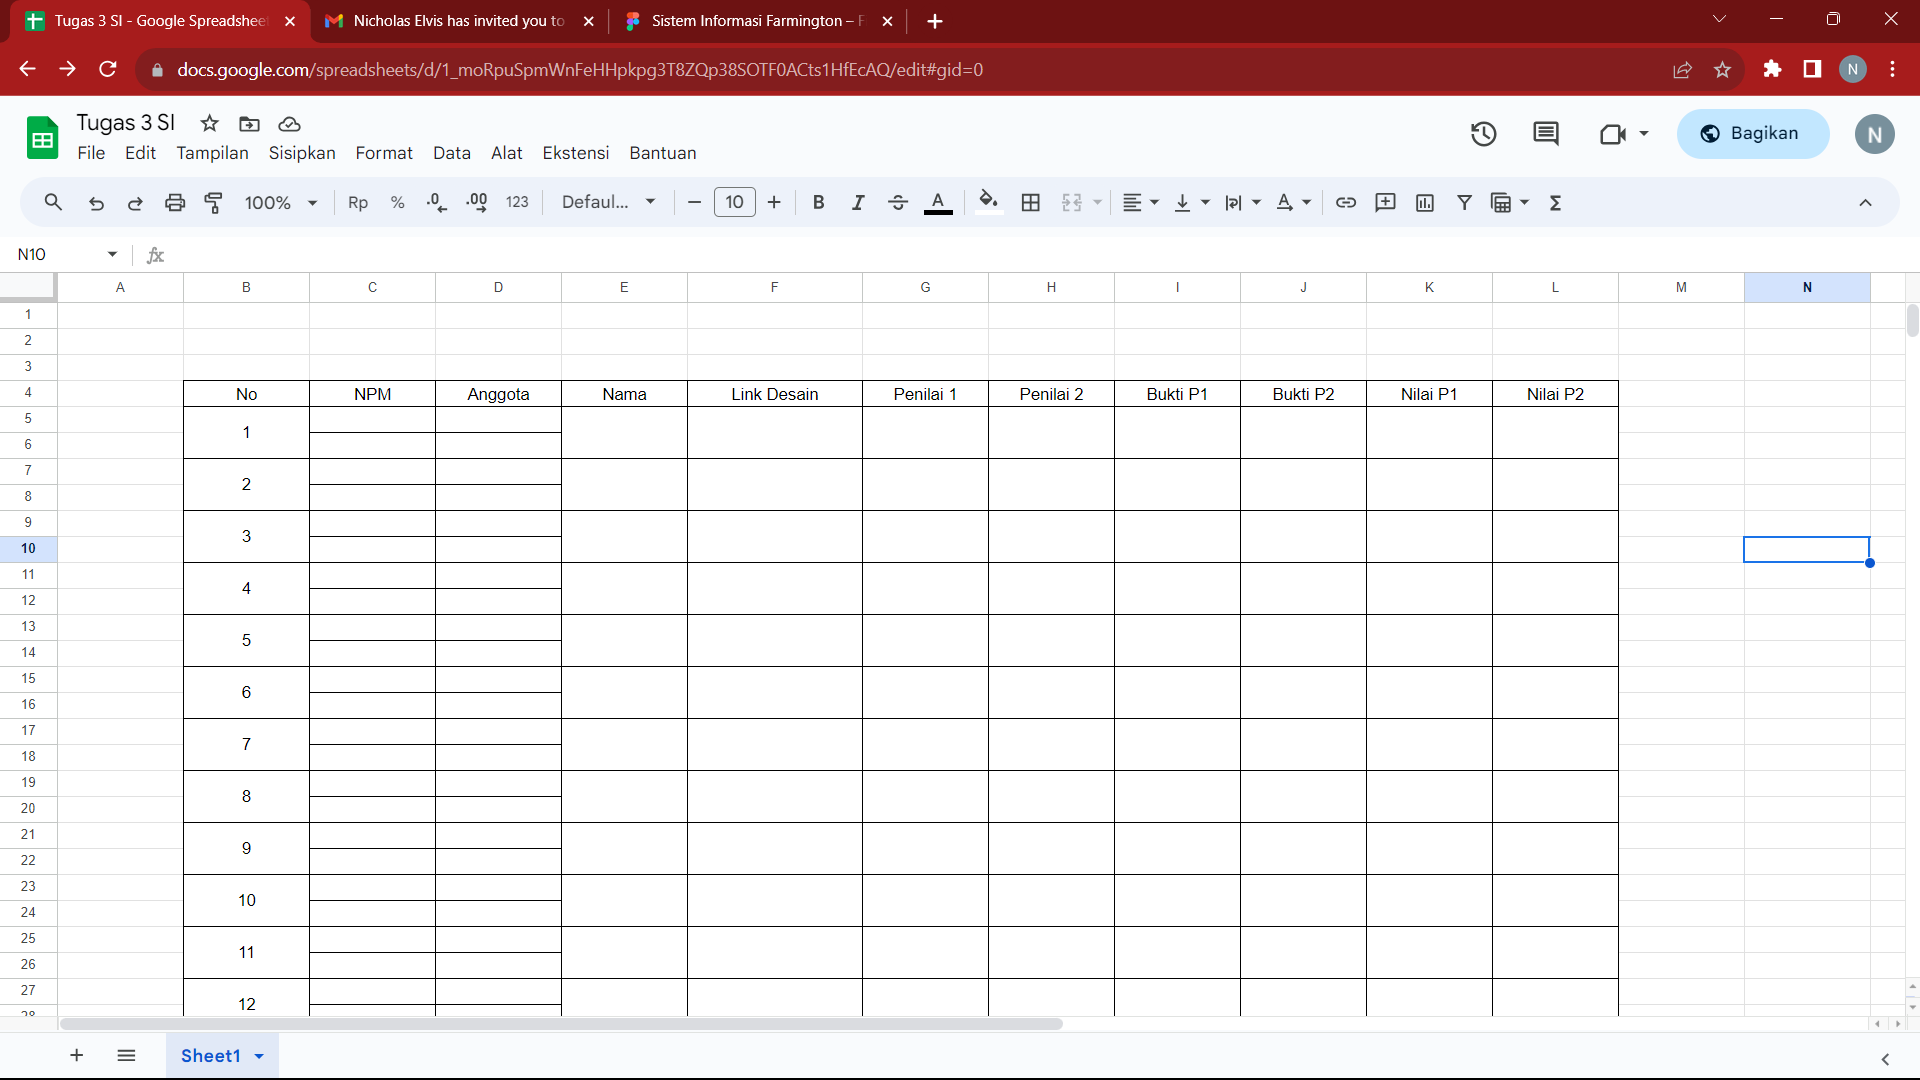 Tugas 3 SI - Google Spreadshee
Nicholas Elvis has invited you to
Sistem Informasi Farmington – F
docs.google.com/spreadsheets/d/1_moRpuSpmWnFeHHpkpg3T8ZQp38SOTF0ACts1HfEcAQ/edit#gid=0
N
Tugas 3 SI
File Edit Tampilan Sisipkan Format Data Alat Ekstensi Bantuan
Bagikan
N
100% Rp % .0 .00 123 Defaul... 10 B I S A Σ
N10 fx
A B C D E F G H I J K L M N
1
2
3
4 No NPM Anggota Nama Link Desain Penilai 1 Penilai 2 Bukti P1 Bukti P2 Nilai P1 Nilai P2
5
1
6
7
2
8
9
3
10
11
4
12
13
5
14
15
6
16
17
7
18
19
8
20
21
9
22
23
10
24
25
11
26
27
12
28
Sheet1